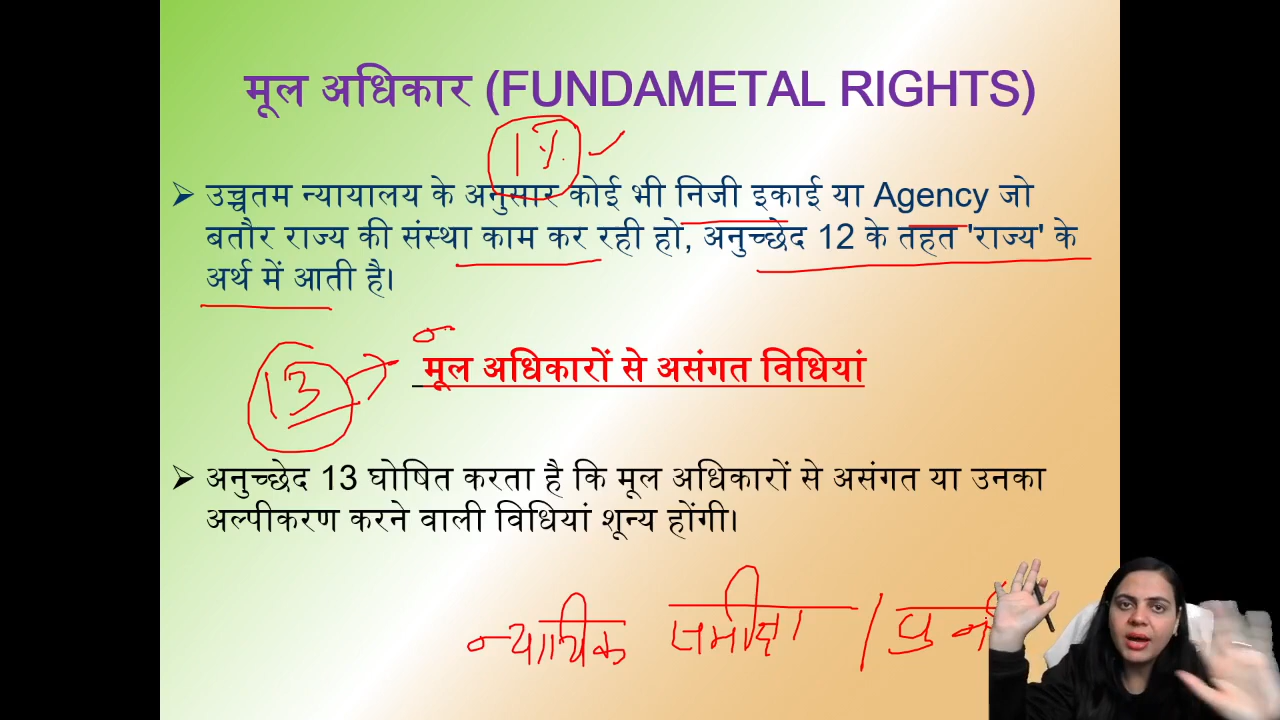 मूल अधिकार (FUNDAMETAL RIGHTS)
➢ उच्चतम न्यायालय के अनुसार कोई भी निजी इकाई या Agency जो
बतौर राज्य की संस्था काम कर रही हो, अनुच्छेद 12 के तहत 'राज्य' के
अर्थ में आती है।
13
मूल अधिकारों से असंगत विधियां
➢ अनुच्छेद 13 घोषित करता है कि मूल अधिकारों से असंगत या उनका
अल्पीकरण करने वाली विधियां शून्य होंगी।
न्यायिक समीक्षा /